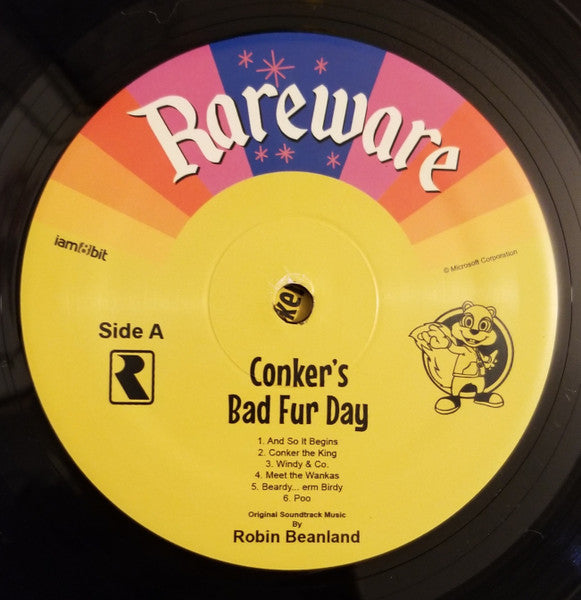 Rareware
iam8bit
© Microsoft Corporation
Side A
R
Conker's
Bad Fur Day
1. And So It Begins
2. Conker the King
3. Windy & Co.
4. Meet the Wankas
5. Beardy... erm Birdy
6. Poo
Original Soundtrack Music
By
Robin Beanland